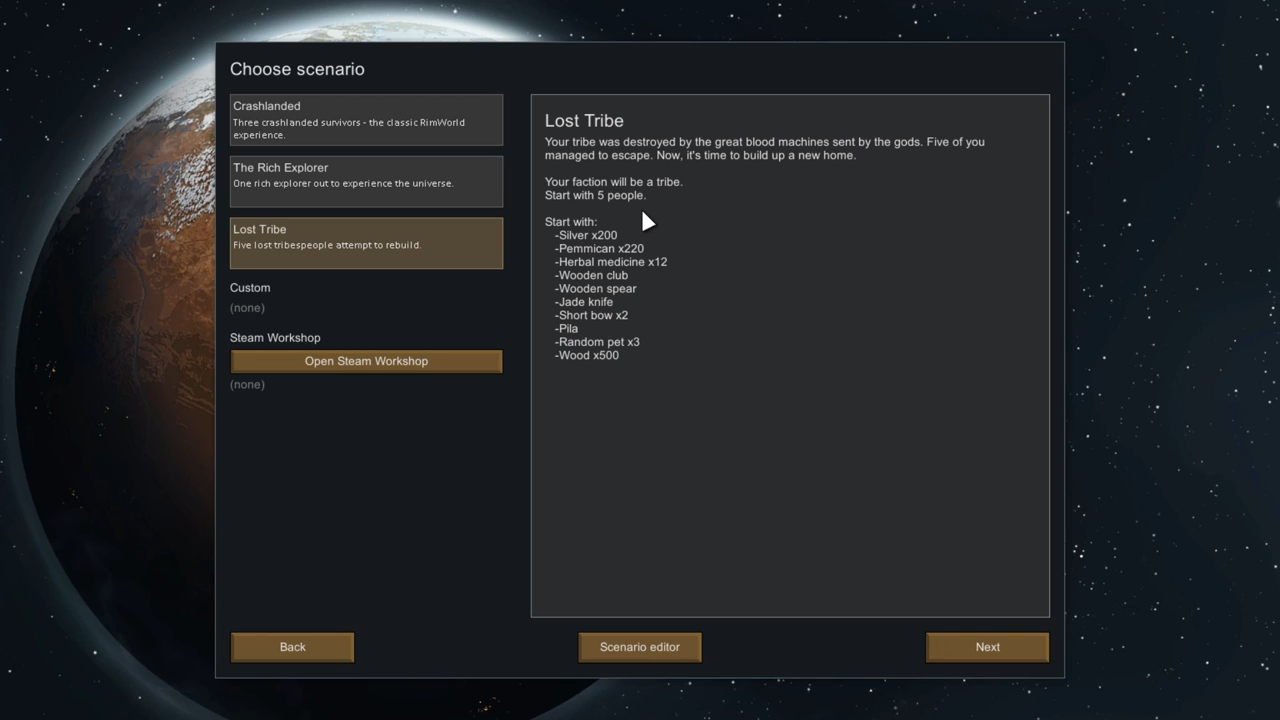 Choose scenario
Crashlanded
Three crashlanded survivors - the classic RimWorld
experience.
The Rich Explorer
One rich explorer out to experience the universe.
Lost Tribe
Five lost tribespeople attempt to rebuild.
Custom
(none)
Steam Workshop
Open Steam Workshop
(none)
Lost Tribe
Your tribe was destroyed by the great blood machines sent by the gods. Five of you
managed to escape. Now, it's time to build up a new home.
Your faction will be a tribe.
Start with 5 people.
Start with:
-Silver x200
-Pemmican x220
-Herbal medicine x12
-Wooden club
-Wooden spear
-Jade knife
-Short bow x2
-Pila
-Random pet x3
-Wood x500
Back
Scenario editor
Next